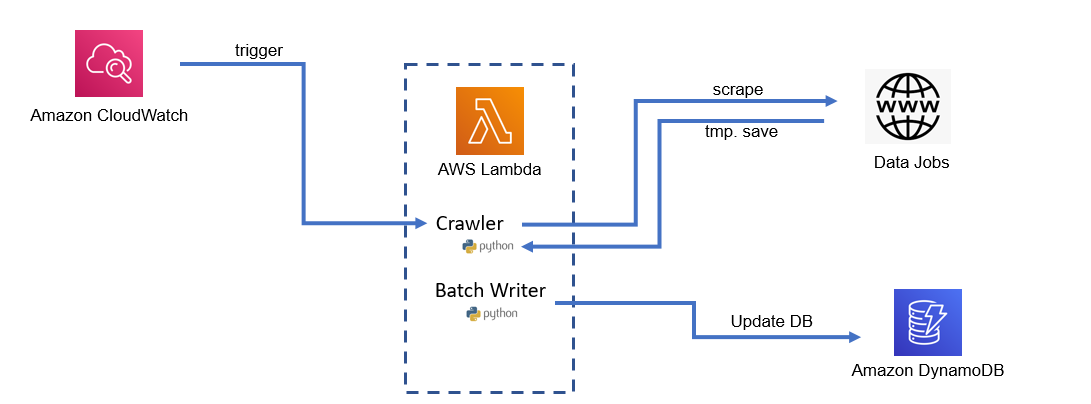 trigger
Amazon CloudWatch
AWS Lambda
scrape
tmp. save
WWW
Data Jobs
Crawler
python
Batch Writer
python
Update DB
Amazon DynamoDB